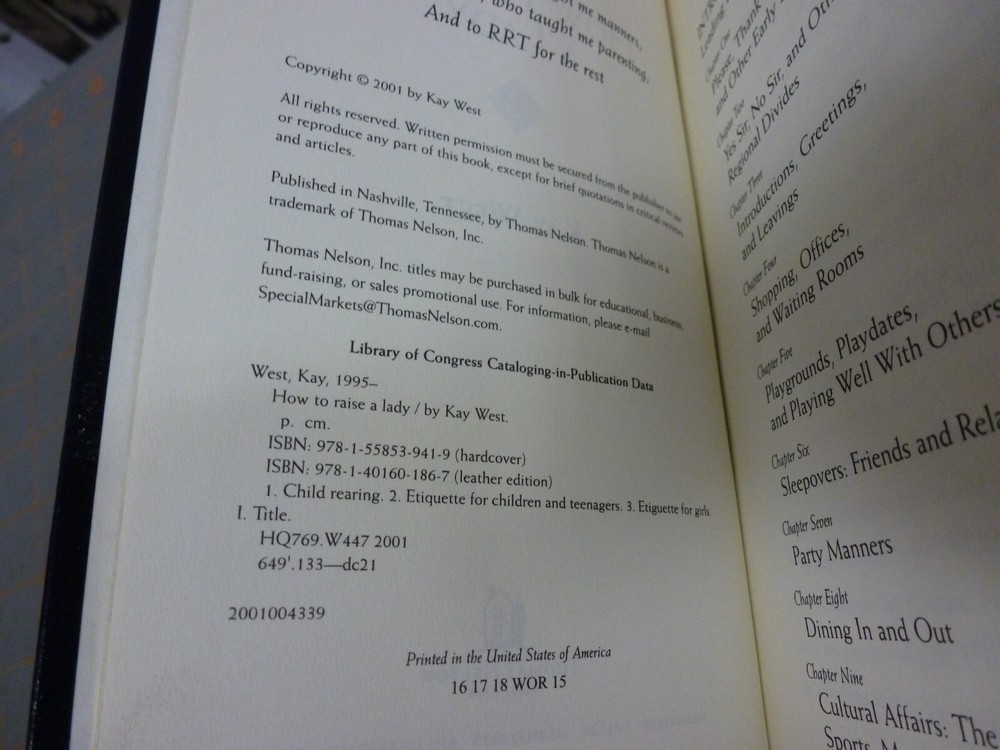 me manners,
who taught me parenting,
And to RRT for the rest
Copyright © 2001 by Kay West
All rights reserved. Written permission must be secured from the publisher to use
or reproduce any part of this book, except for brief quotations in critical reviews
and articles.
Published in Nashville, Tennessee, by Thomas Nelson. Thomas Nelson is a
trademark of Thomas Nelson, Inc.
Thomas Nelson, Inc. titles may be purchased in bulk for educational, business,
fund-raising, or sales promotional use. For information, please e-mail
SpecialMarkets@ThomasNelson.com.
Library of Congress Cataloging-in-Publication Data
West, Kay, 1995–
How to raise a lady / by Kay West.
p. cm.
ISBN: 978-1-55853-941-9 (hardcover)
ISBN: 978-1-40160-186-7 (leather edition)
1. Child rearing. 2. Etiquette for children and teenagers. 3. Etiguette for girls.
I. Title.
HQ769.W447 2001
649'.133—dc21
2001004339
Printed in the United States of America
16 17 18 WOR 15
Chapter One
Please, Thank
and Other Early
Chapter Two
Yes Sir, No Sir, and Oth
Regional Divides
Chapter Three
Introductions, Greetings,
and Leavings
Chapter Four
Shopping, Offices,
and Waiting Rooms
Chapter Five
Playgrounds, Playdates,
and Playing Well With Others
Chapter Six
Sleepovers: Friends and Rela
Chapter Seven
Party Manners
Chapter Eight
Dining In and Out
Chapter Nine
Cultural Affairs: The
Sports, M